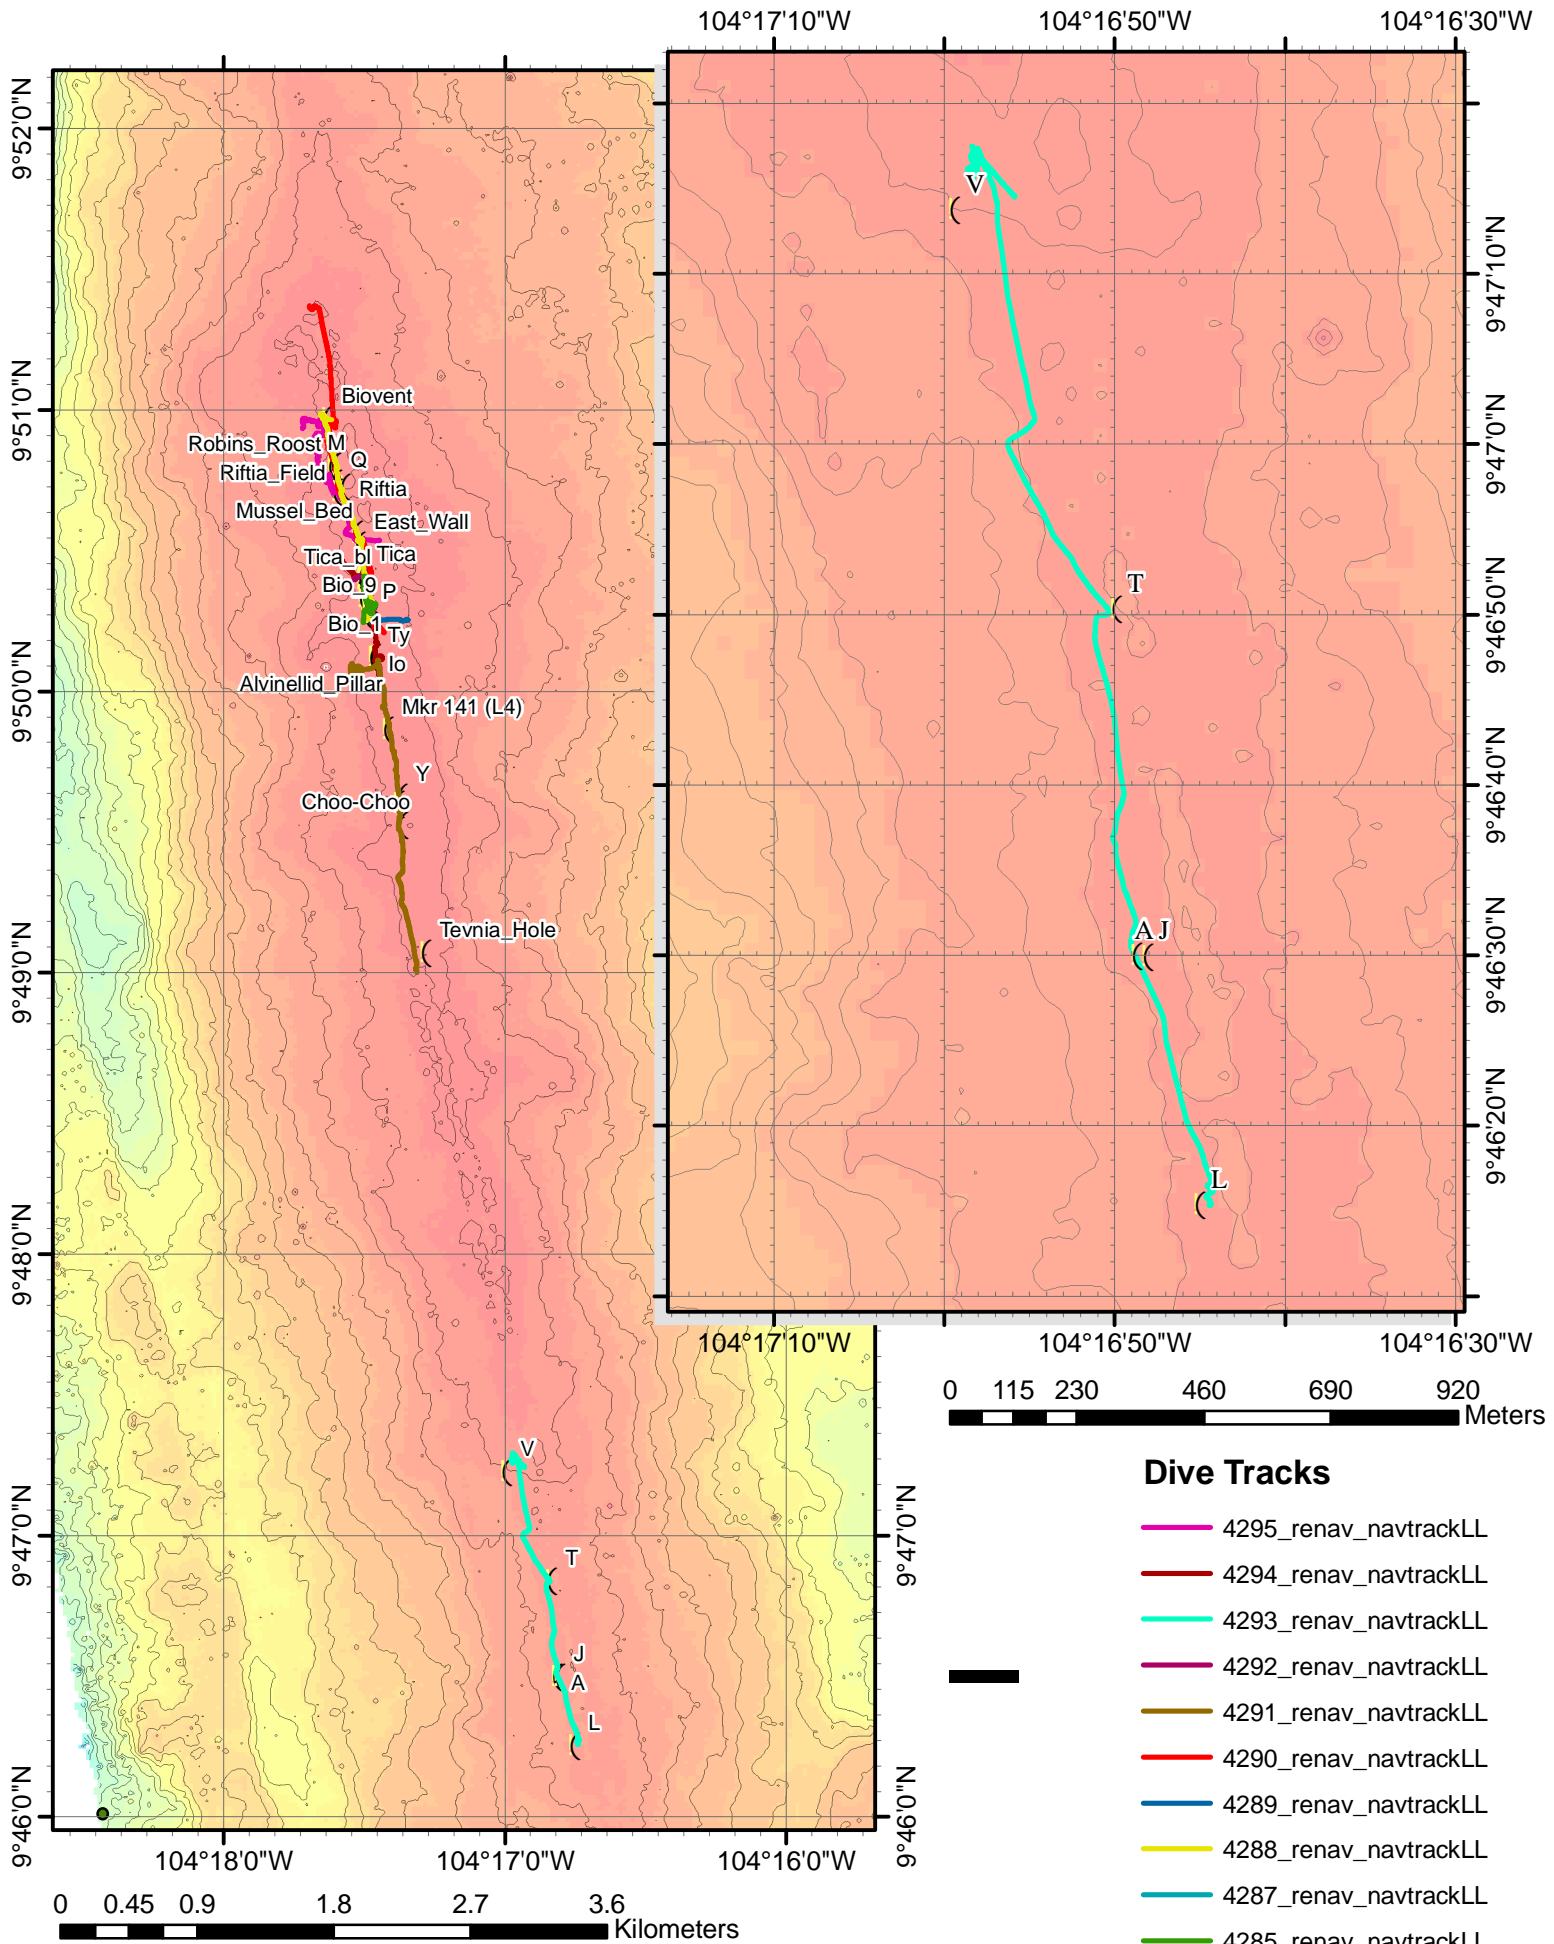 104°17'10"W 104°16'50"W 104°16'30"W
9°52'0"N
9°51'0"N
9°50'0"N
9°49'0"N
9°48'0"N
9°47'0"N
9°46'0"N
Biovent
Robins_Roost M
Q
Riftia_Field
Riftia
Mussel_Bed
East_Wall
Tica_bl Tica
Bio_9 P
Bio_1
Ty
Io
Alvinellid_Pillar
Mkr 141 (L4)
Y
Choo-Choo
Tevnia_Hole
V
T
J
A
L
V
T
A J
L
9°47'10"N
9°47'0"N
9°46'50"N
9°46'40"N
9°46'30"N
9°46'20"N
104°17'10"W 104°16'50"W 104°16'30"W
0 115 230 460 690 920
Meters
9°47'0"N
9°46'0"N
104°18'0"W 104°17'0"W 104°16'0"W
0 0.45 0.9 1.8 2.7 3.6
Kilometers
Dive Tracks
4295_renav_navtrackLL
4294_renav_navtrackLL
4293_renav_navtrackLL
4292_renav_navtrackLL
4291_renav_navtrackLL
4290_renav_navtrackLL
4289_renav_navtrackLL
4288_renav_navtrackLL
4287_renav_navtrackLL
4285_renav_navtrackLL